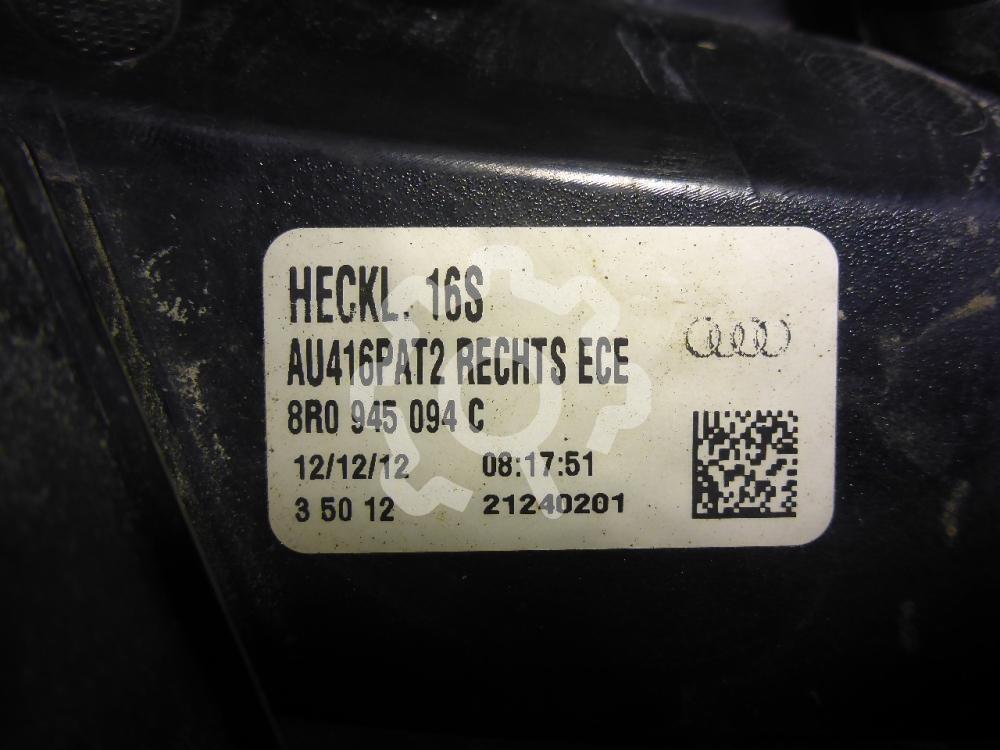 HECKL. 16S
AU416PAT2 RECHTS ECE
8R0 945 094 C
12/12/12 08:17:51
3 50 12 21240201